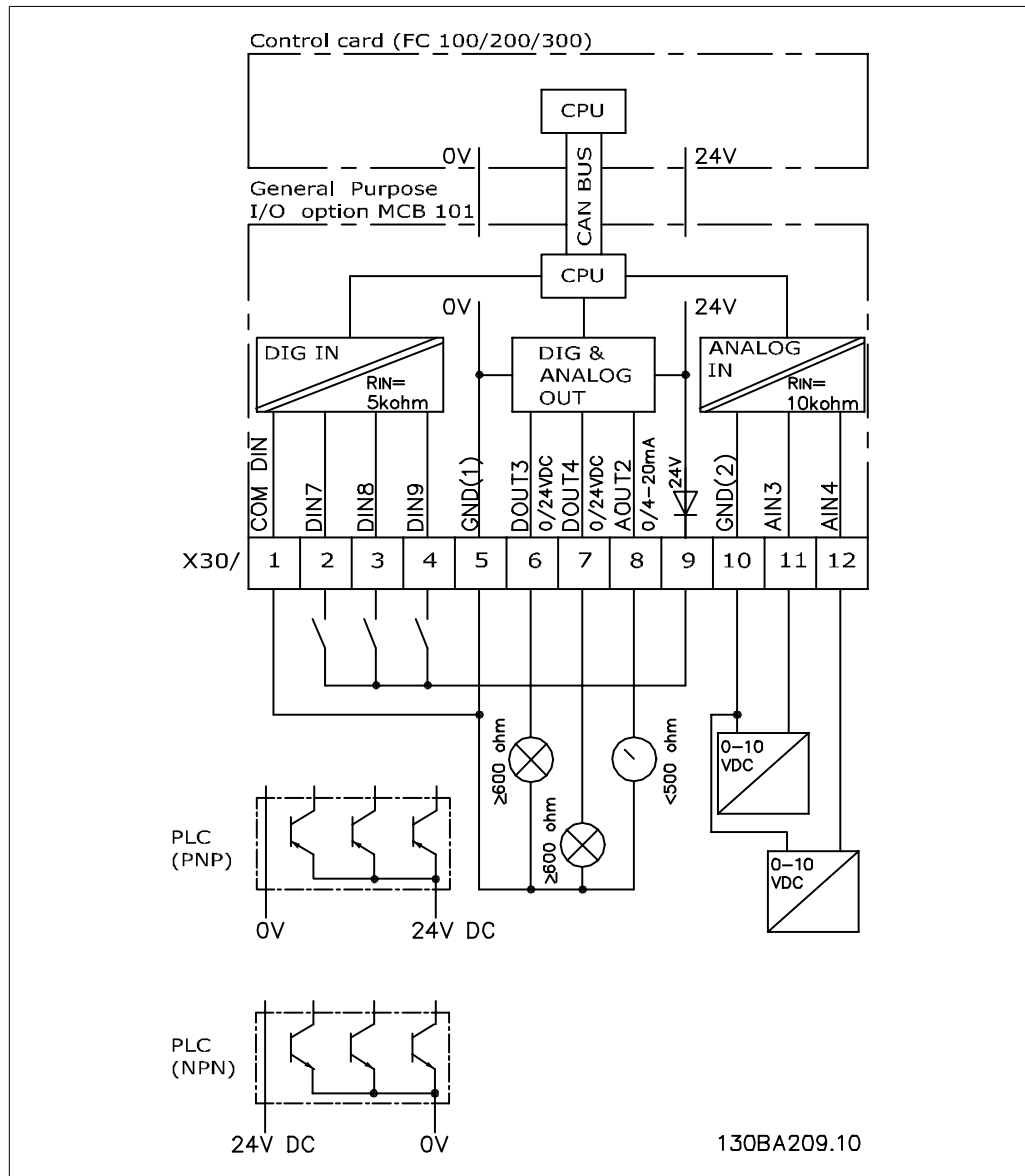 Control card (FC 100/200/300)
CPU
0V
24V
CAN BUS
General Purpose
I/O option MCB 101
CPU
0V
24V
DIG IN
RIN=
5kohm
DIG &
ANALOG
OUT
ANALOG
IN
RIN=
10kohm
COM DIN
DIN7
DIN8
DIN9
GND(1)
DOUT3
0/24VDC
DOUT4
0/24VDC
AOUT2
0/4-20mA
24V
GND(2)
AIN3
AIN4
X30/
1
2
3
4
5
6
7
8
9
10
11
12
≥600 ohm
≥600 ohm
<500 ohm
0-10
VDC
0-10
VDC
PLC
(PNP)
0V
24V DC
PLC
(NPN)
24V DC
0V
130BA209.10